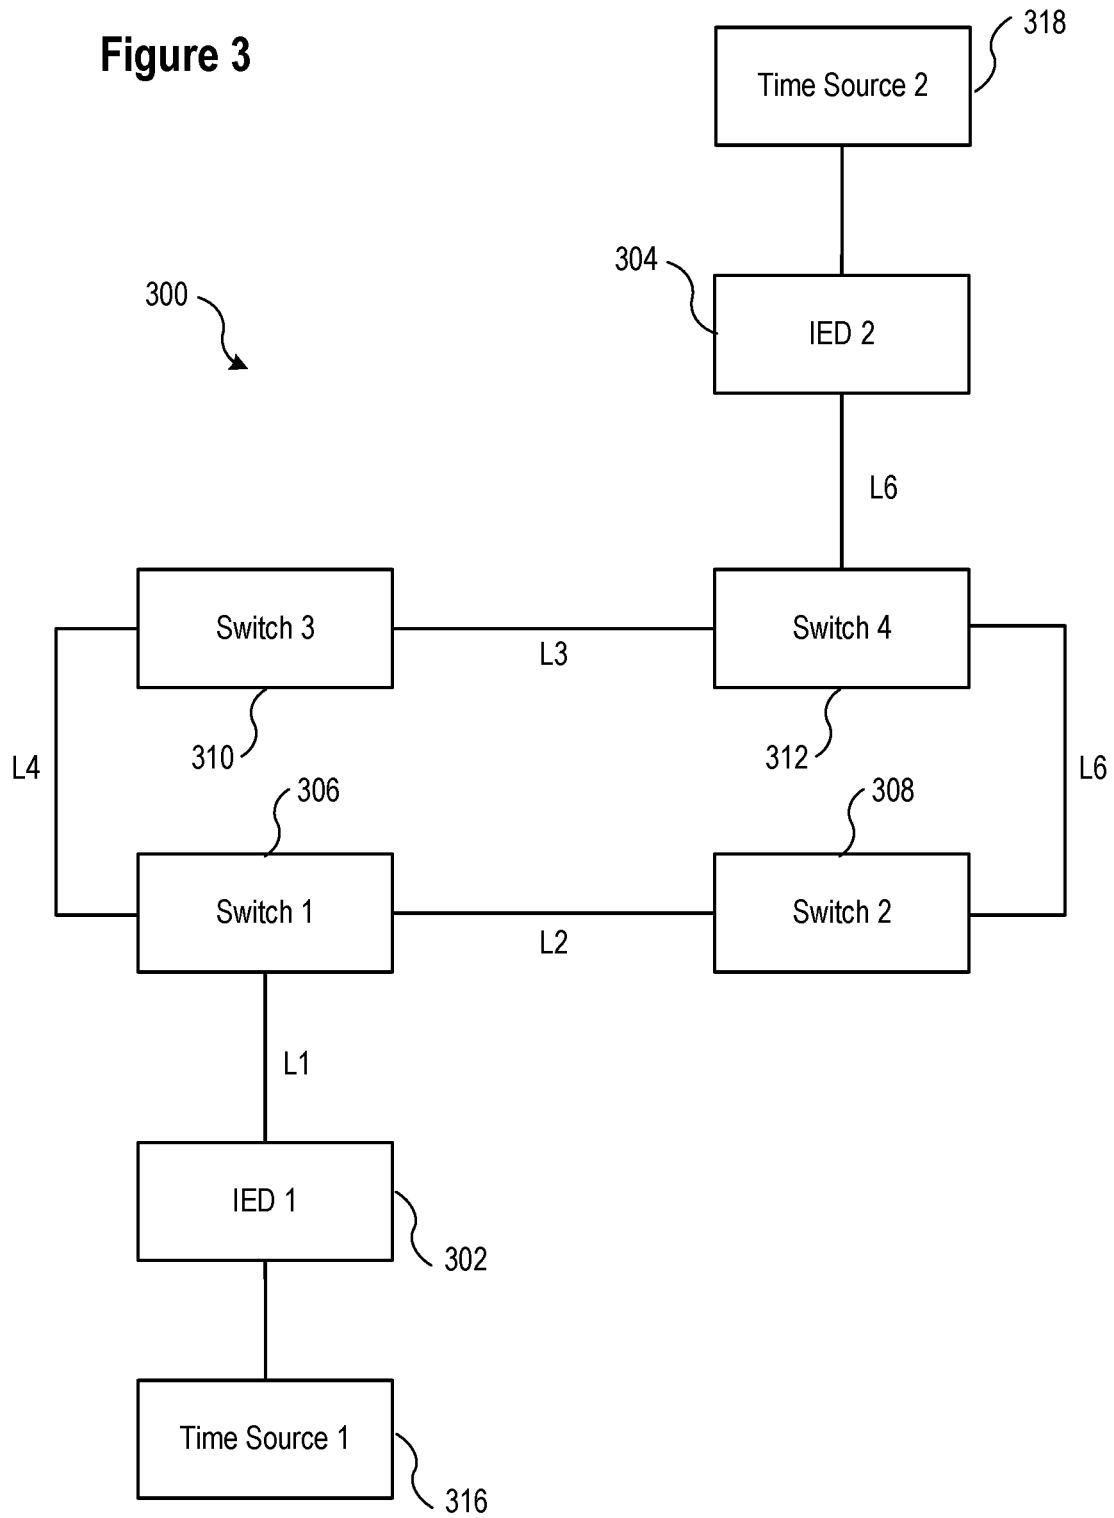 318
Figure 3
Time Source 2
304
300
IED 2
L6
Switch 3
Switch 4
L3
310
312
L4
L6
306
308
Switch 1
Switch 2
L2
L1
IED 1
302
Time Source 1
316